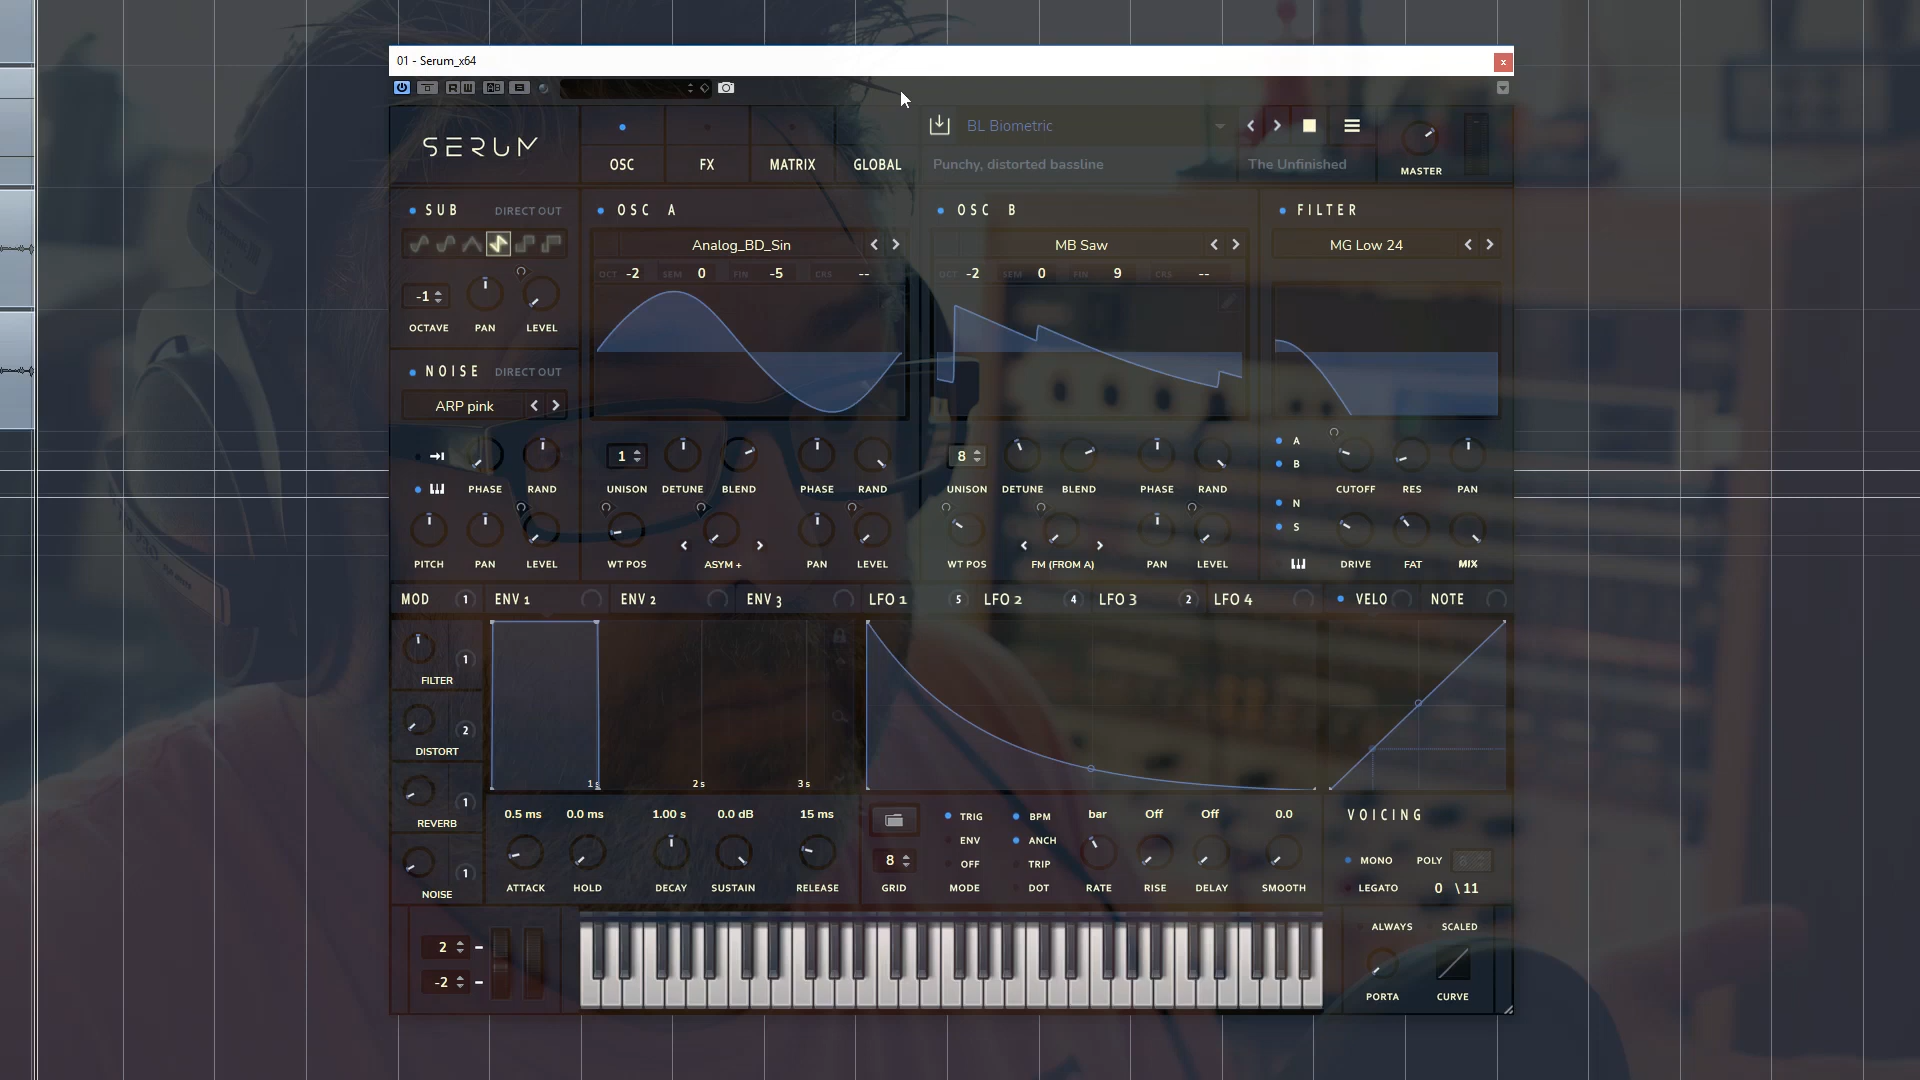 01 - Serum_x64
SERUM
OSC FX MATRIX GLOBAL
BL Biometric
Punchy, distorted bassline The Unfinished
MASTER
SUB DIRECT OUT
-1
OCTAVE PAN LEVEL
NOISE DIRECT OUT
ARP pink
PHASE RAND
PITCH PAN LEVEL
OSC A
Analog_BD_Sin
OCT -2 SEM 0 FIN -5 CRS --
1
UNISON DETUNE BLEND PHASE RAND
WT POS ASYM + PAN LEVEL
OSC B
MB Saw
OCT -2 SEM 0 FIN 9 CRS --
8
UNISON DETUNE BLEND PHASE RAND
WT POS FM (FROM A) PAN LEVEL
FILTER
MG Low 24
A
B
CUTOFF RES PAN
N
S
DRIVE FAT MIX
MOD 1 ENV 1 ENV 2 ENV 3 LFO 1 5 LFO 2 4 LFO 3 2 LFO 4 VELO NOTE
1
FILTER
2
DISTORT
1
REVERB
1
NOISE
1 s 2 s 3 s
0.5 ms 0.0 ms 1.00 s 0.0 dB 15 ms
ATTACK HOLD DECAY SUSTAIN RELEASE
8
GRID
TRIG
ENV
OFF
MODE
BPM
ANCH
TRIP
DOT
bar Off Off 0.0
RATE RISE DELAY SMOOTH
VOICING
MONO POLY 8
LEGATO 0 \ 11
2
-2
ALWAYS SCALED
PORTA CURVE